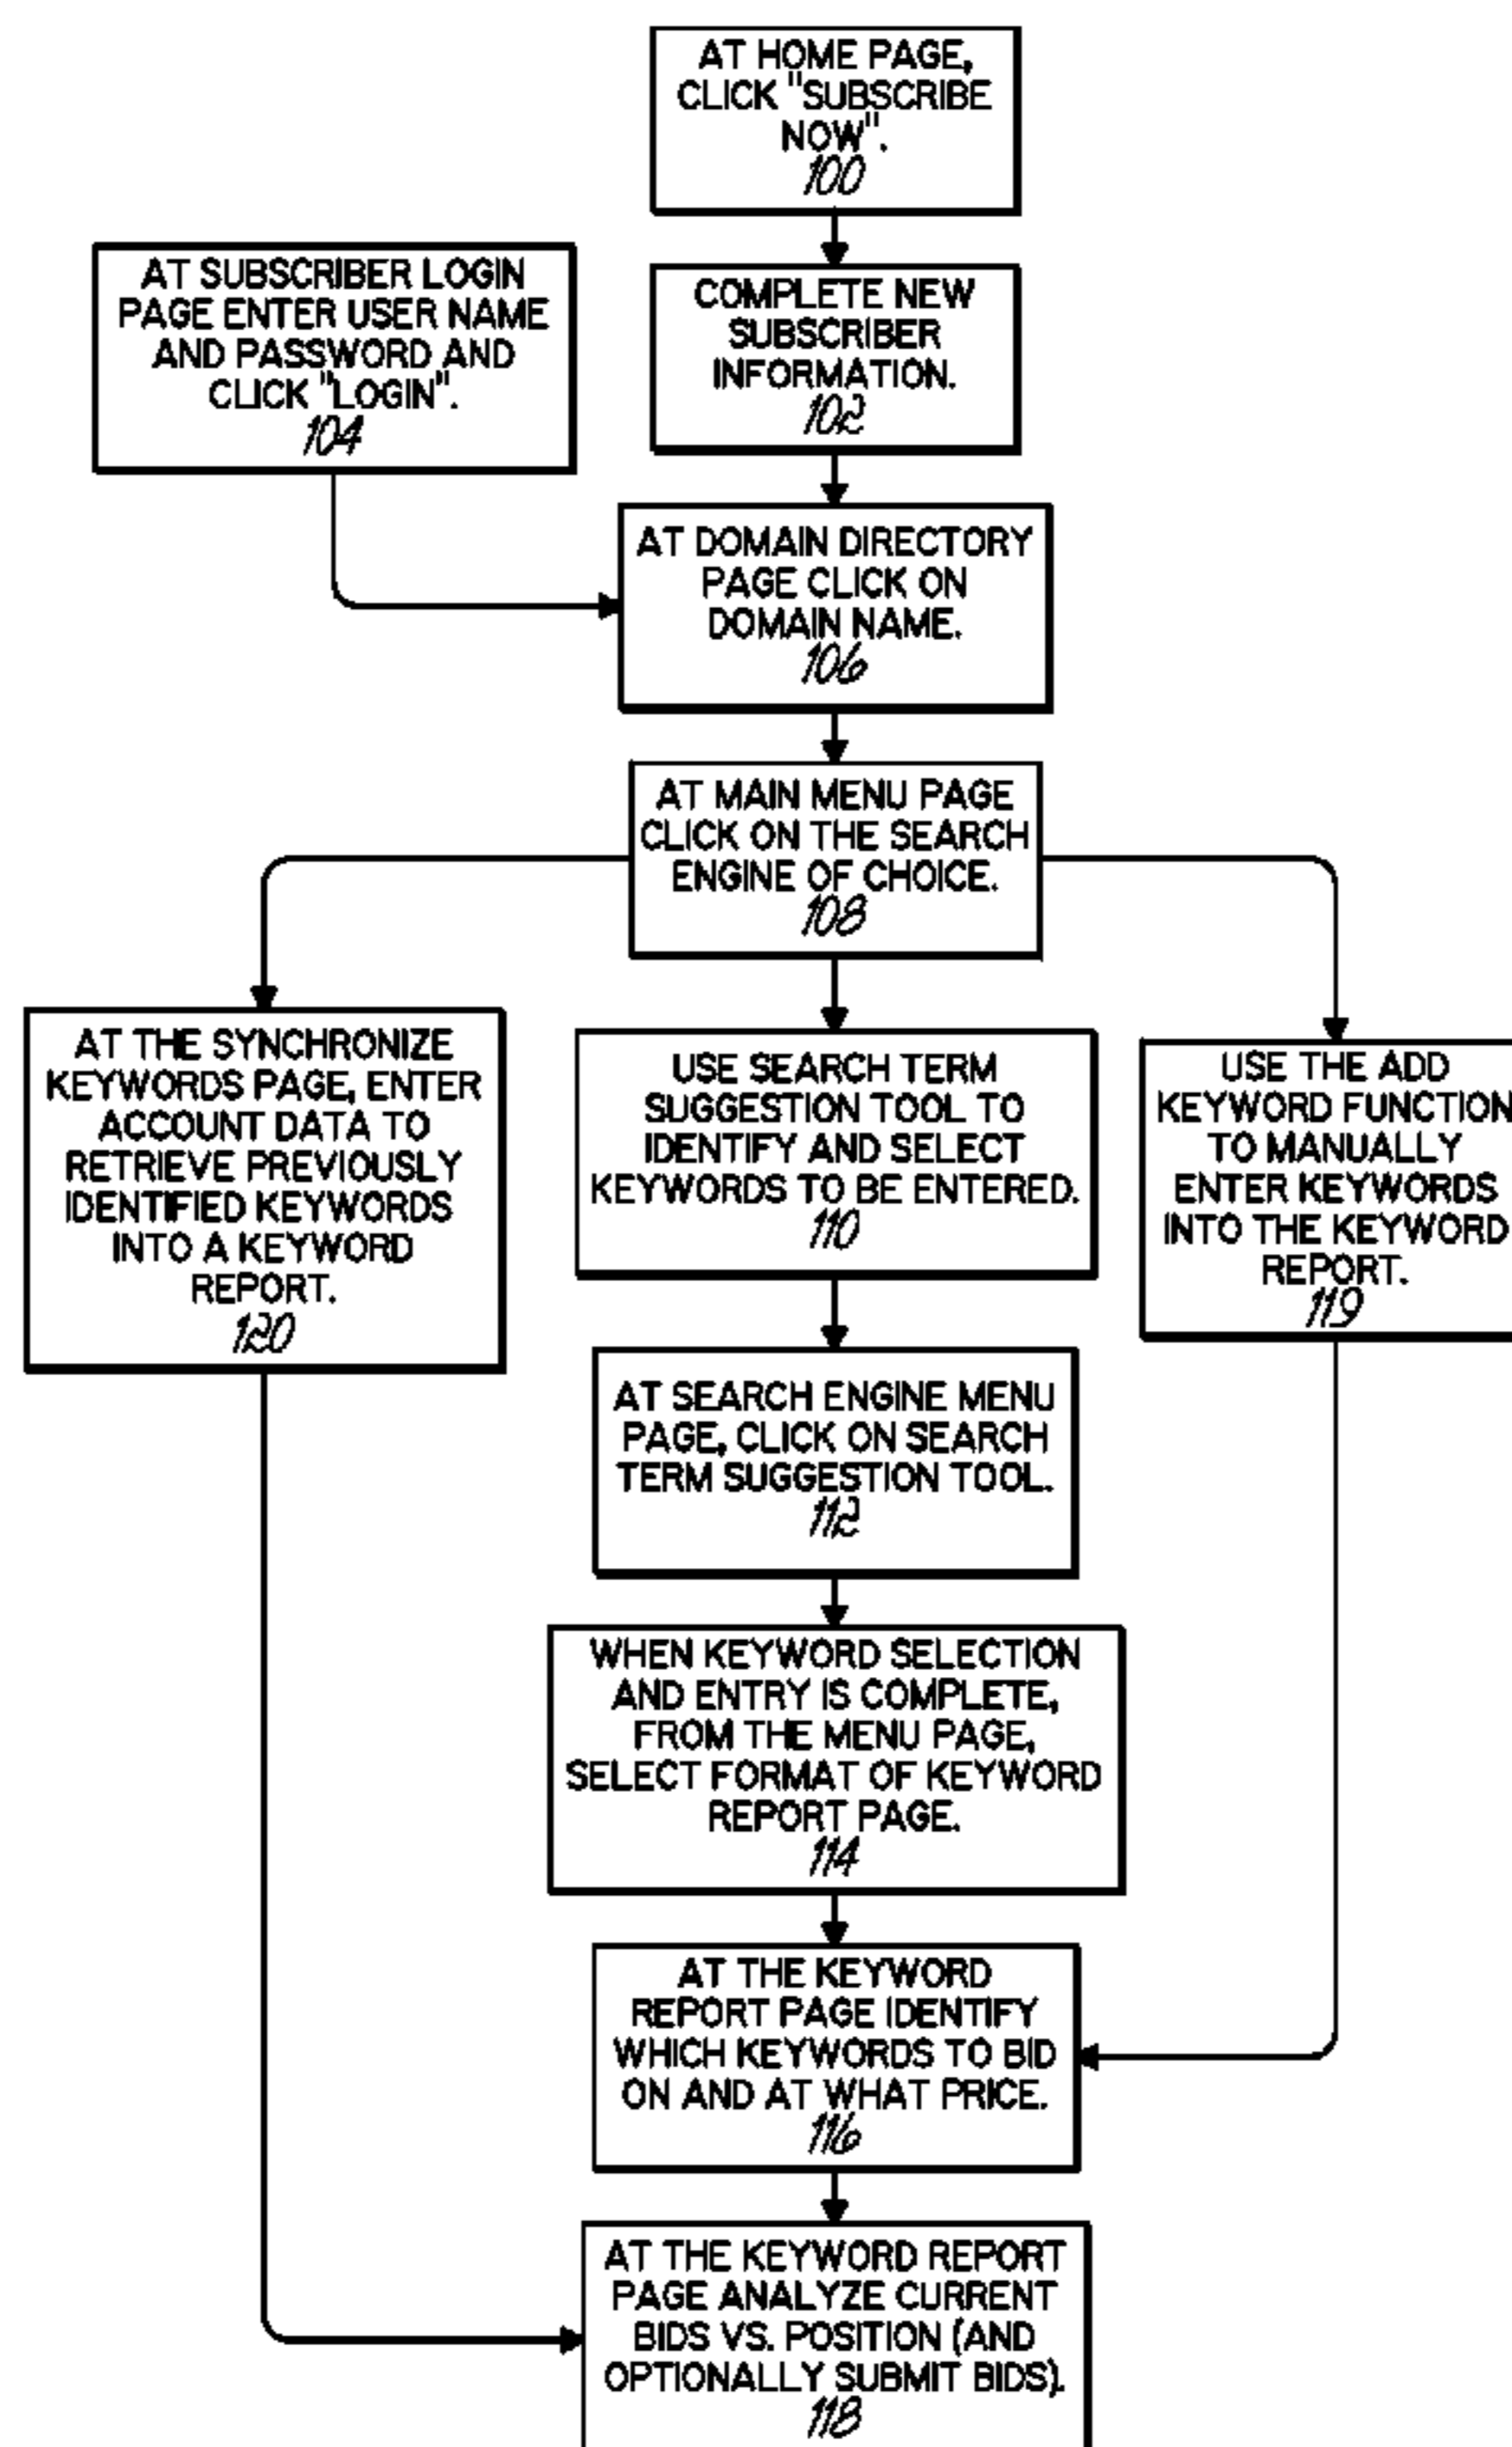 AT HOME PAGE,
CLICK "SUBSCRIBE
NOW".
100
AT SUBSCRIBER LOGIN
PAGE ENTER USER NAME
AND PASSWORD AND
CLICK "LOGIN".
104
COMPLETE NEW
SUBSCRIBER
INFORMATION.
102
AT DOMAIN DIRECTORY
PAGE CLICK ON
DOMAIN NAME.
106
AT MAIN MENU PAGE
CLICK ON THE SEARCH
ENGINE OF CHOICE.
108
AT THE SYNCHRONIZE
KEYWORDS PAGE, ENTER
ACCOUNT DATA TO
RETRIEVE PREVIOUSLY
IDENTIFIED KEYWORDS
INTO A KEYWORD
REPORT.
120
USE SEARCH TERM
SUGGESTION TOOL TO
IDENTIFY AND SELECT
KEYWORDS TO BE ENTERED.
110
USE THE ADD
KEYWORD FUNCTION
TO MANUALLY
ENTER KEYWORDS
INTO THE KEYWORD
REPORT.
119
AT SEARCH ENGINE MENU
PAGE, CLICK ON SEARCH
TERM SUGGESTION TOOL.
112
WHEN KEYWORD SELECTION
AND ENTRY IS COMPLETE,
FROM THE MENU PAGE,
SELECT FORMAT OF KEYWORD
REPORT PAGE.
114
AT THE KEYWORD
REPORT PAGE IDENTIFY
WHICH KEYWORDS TO BID
ON AND AT WHAT PRICE.
116
AT THE KEYWORD REPORT
PAGE ANALYZE CURRENT
BIDS VS. POSITION (AND
OPTIONALLY SUBMIT BIDS).
118